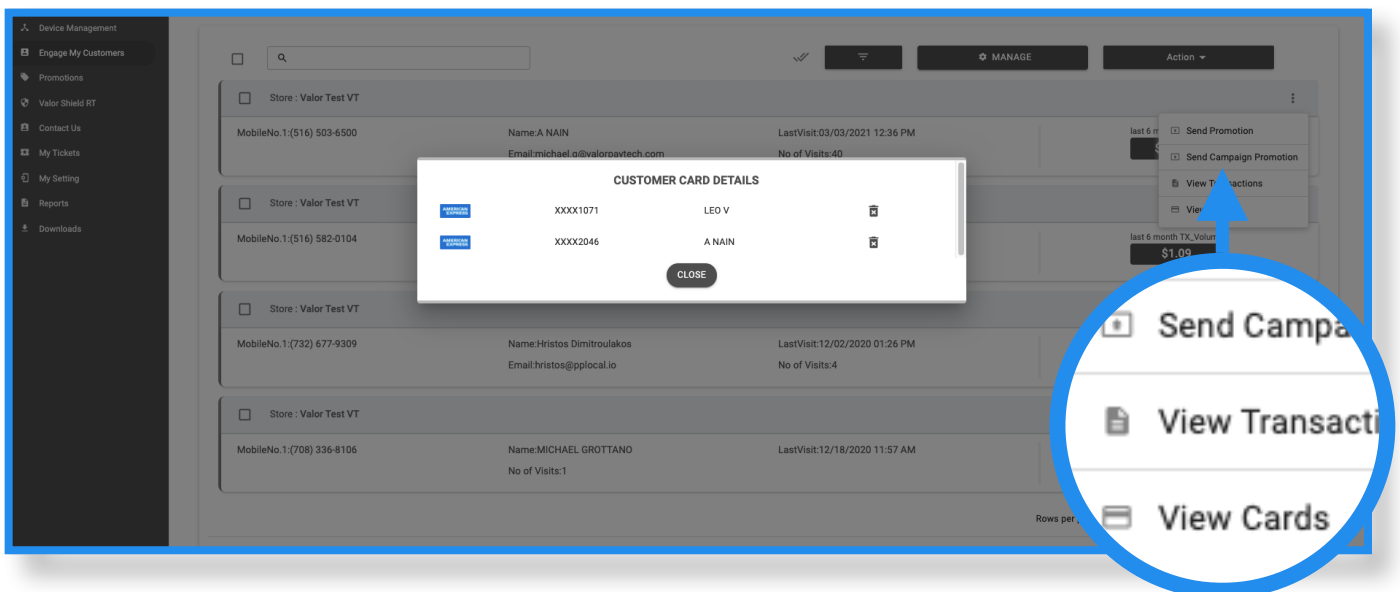 Device Management
Engage My Customers
Promotions
Valor Shield RT
Contact Us
My Tickets
My Setting
Reports
Downloads
MANAGE
Action
Store : Valor Test VT
MobileNo.1:(516) 503-6500
Name:A NAIN
LastVisit:03/03/2021 12:36 PM
last 6 m
Email:michael.g@valorpaytech.com
No of Visits:40
$
Send Promotion
Send Campaign Promotion
View Transactions
View
CUSTOMER CARD DETAILS
AMERICAN EXPRESS XXXX1071 LEO V
AMERICAN EXPRESS XXXX2046 A NAIN
CLOSE
Store : Valor Test VT
MobileNo.1:(516) 582-0104
last 6 month TX_Volum
$1.09
Store : Valor Test VT
MobileNo.1:(732) 677-9309
Name:Hristos Dimitroulakos
LastVisit:12/02/2020 01:26 PM
Email:hristos@pplocal.io
No of Visits:4
Store : Valor Test VT
MobileNo.1:(708) 336-8106
Name:MICHAEL GROTTANO
LastVisit:12/18/2020 11:57 AM
No of Visits:1
Rows per
Send Campa
View Transacti
View Cards